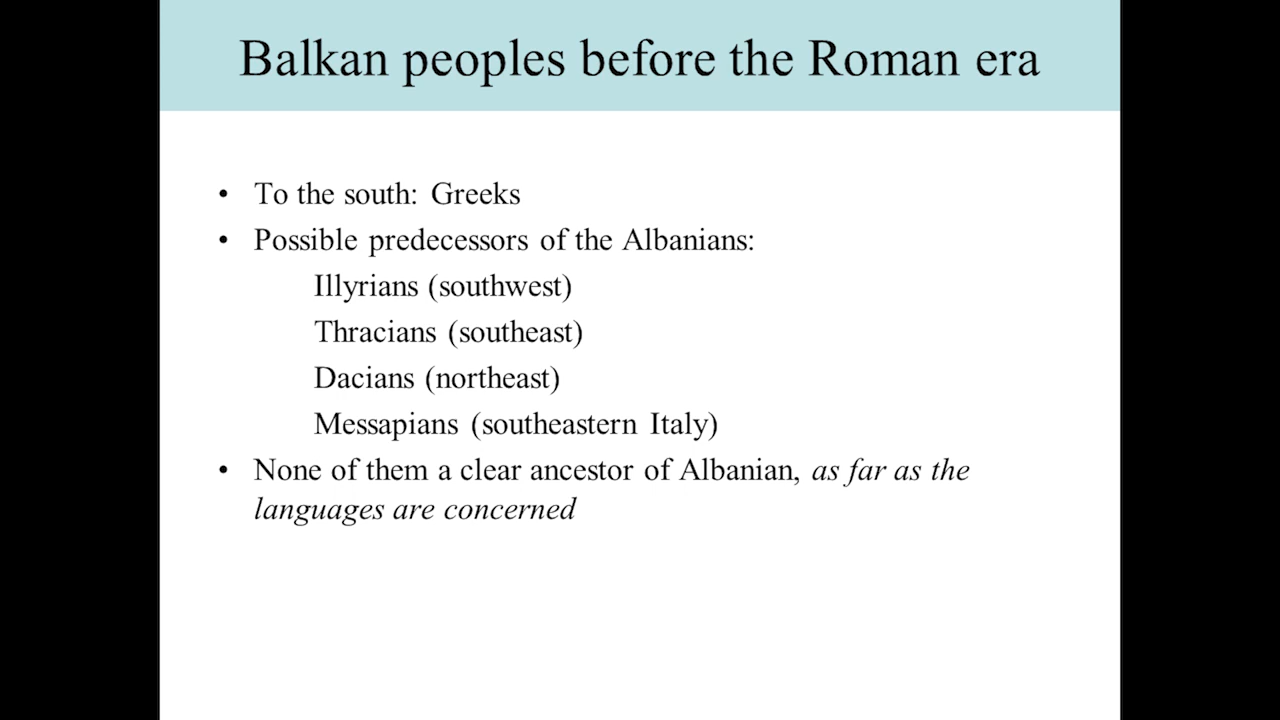 Balkan peoples before the Roman era
• To the south: Greeks
• Possible predecessors of the Albanians:
Illyrians (southwest)
Thracians (southeast)
Dacians (northeast)
Messapians (southeastern Italy)
• None of them a clear ancestor of Albanian, as far as the
languages are concerned